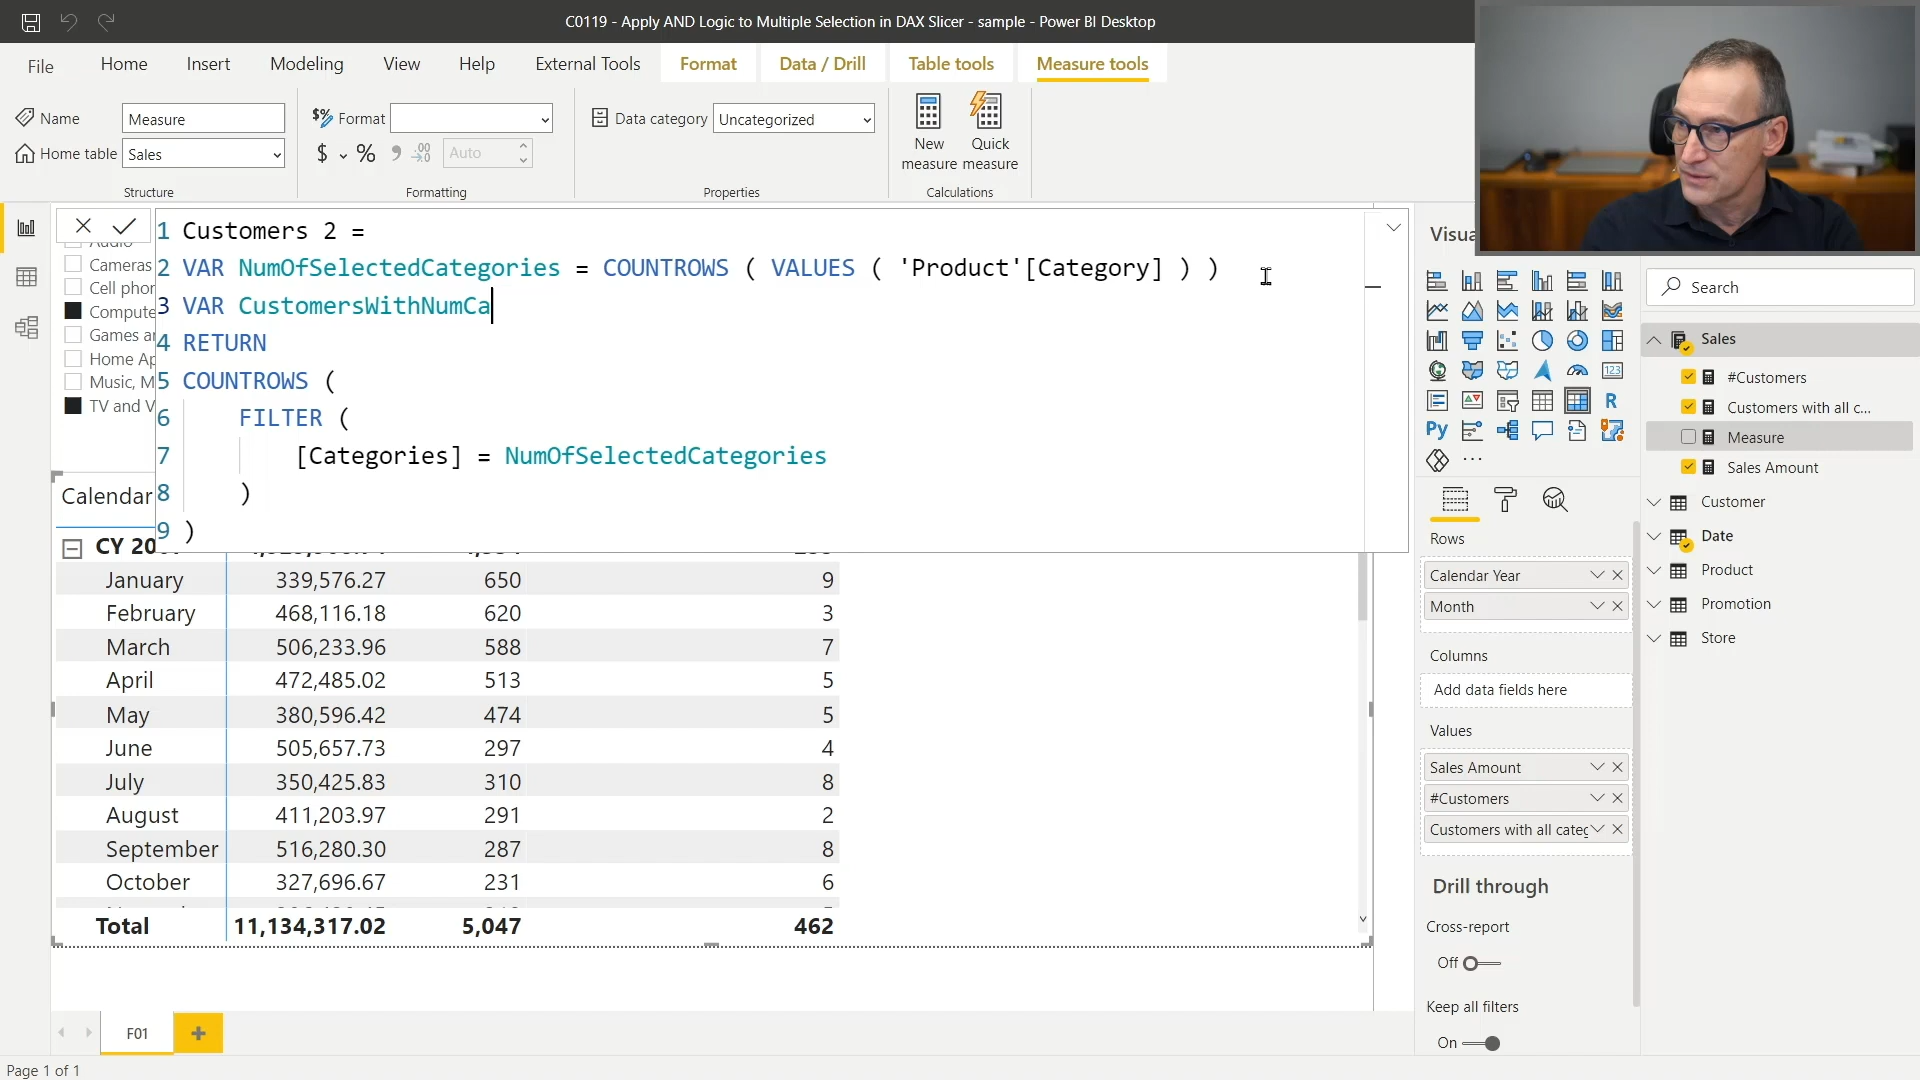 C0119 - Apply AND Logic to Multiple Selection in DAX Slicer - sample - Power BI Desktop
File Home Insert Modeling View Help External Tools Format Data / Drill Table tools Measure tools
Name Measure
Home table Sales
Structure
$% Format
$ % Auto
Formatting
Data category Uncategorized
Properties
New measure
Quick measure
Calculations
Audio
Cameras
Cell phon
Compute
Games a
Home Ap
Music, M
TV and V
1 Customers 2 =
2 VAR NumOfSelectedCategories = COUNTROWS ( VALUES ( 'Product'[Category] ) )
3 VAR CustomersWithNumCa
4 RETURN
5 COUNTROWS (
6 FILTER (
7 [Categories] = NumOfSelectedCategories
8 )
9 )
Calendar
CY 200
January 339,576.27 650 9
February 468,116.18 620 3
March 506,233.96 588 7
April 472,485.02 513 5
May 380,596.42 474 5
June 505,657.73 297 4
July 350,425.83 310 8
August 411,203.97 291 2
September 516,280.30 287 8
October 327,696.67 231 6
Total 11,134,317.02 5,047 462
Visua
123
R
Py
Rows
Calendar Year
Month
Columns
Add data fields here
Values
Sales Amount
#Customers
Customers with all categ
Drill through
Cross-report
Off
Keep all filters
On
Search
Sales
#Customers
Customers with all c...
Measure
Sales Amount
Customer
Date
Product
Promotion
Store
F01
Page 1 of 1